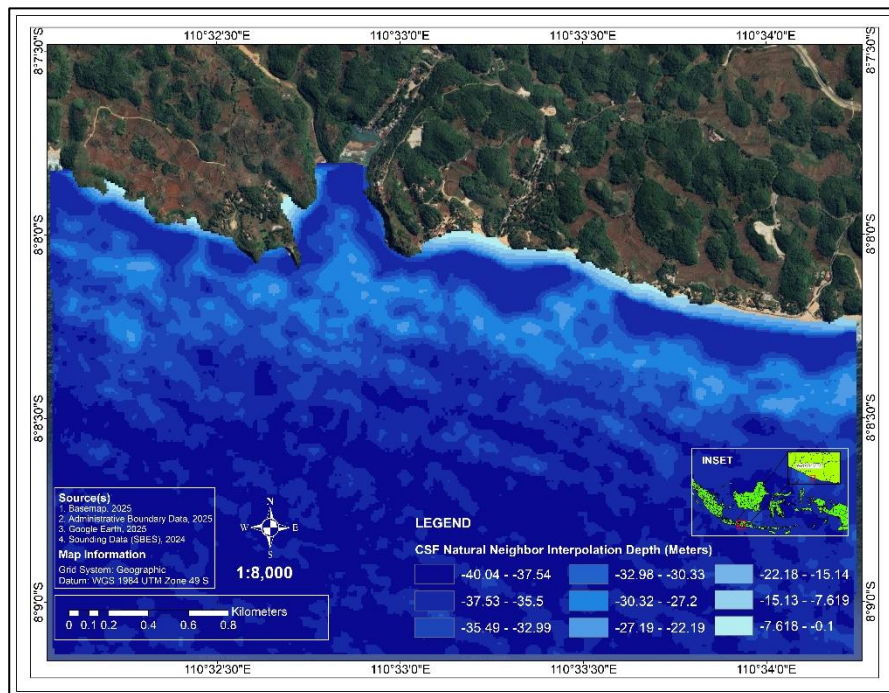 110°32'30"E 110°33'0"E 110°33'30"E 110°34'0"E
8°7'30"S 8°7'30"S
8°8'0"S 8°8'0"S
8°8'30"S 8°8'30"S
INSET
Source(s)
1. Basemap, 2025
2. Administrative Boundary Data, 2025
3. Google Earth, 2025
4. Sounding Data (SBES), 2024
Map Information
Grid System: Geographic
Datum: WGS 1984 UTM Zone 49 S
N
W E
S
1:8,000
LEGEND
CSF Natural Neighbor Interpolation Depth (Meters)
-40.04 - -37.54 -32.98 - -30.33 -22.18 - -15.14
-37.53 - -35.5 -30.32 - -27.2 -15.13 - -7.619
-35.49 - -32.99 -27.19 - -22.19 -7.618 - -0.1
8°9'0"S 8°9'0"S
Kilometers
0 0.1 0.2 0.4 0.6 0.8
110°32'30"E 110°33'0"E 110°33'30"E 110°34'0"E